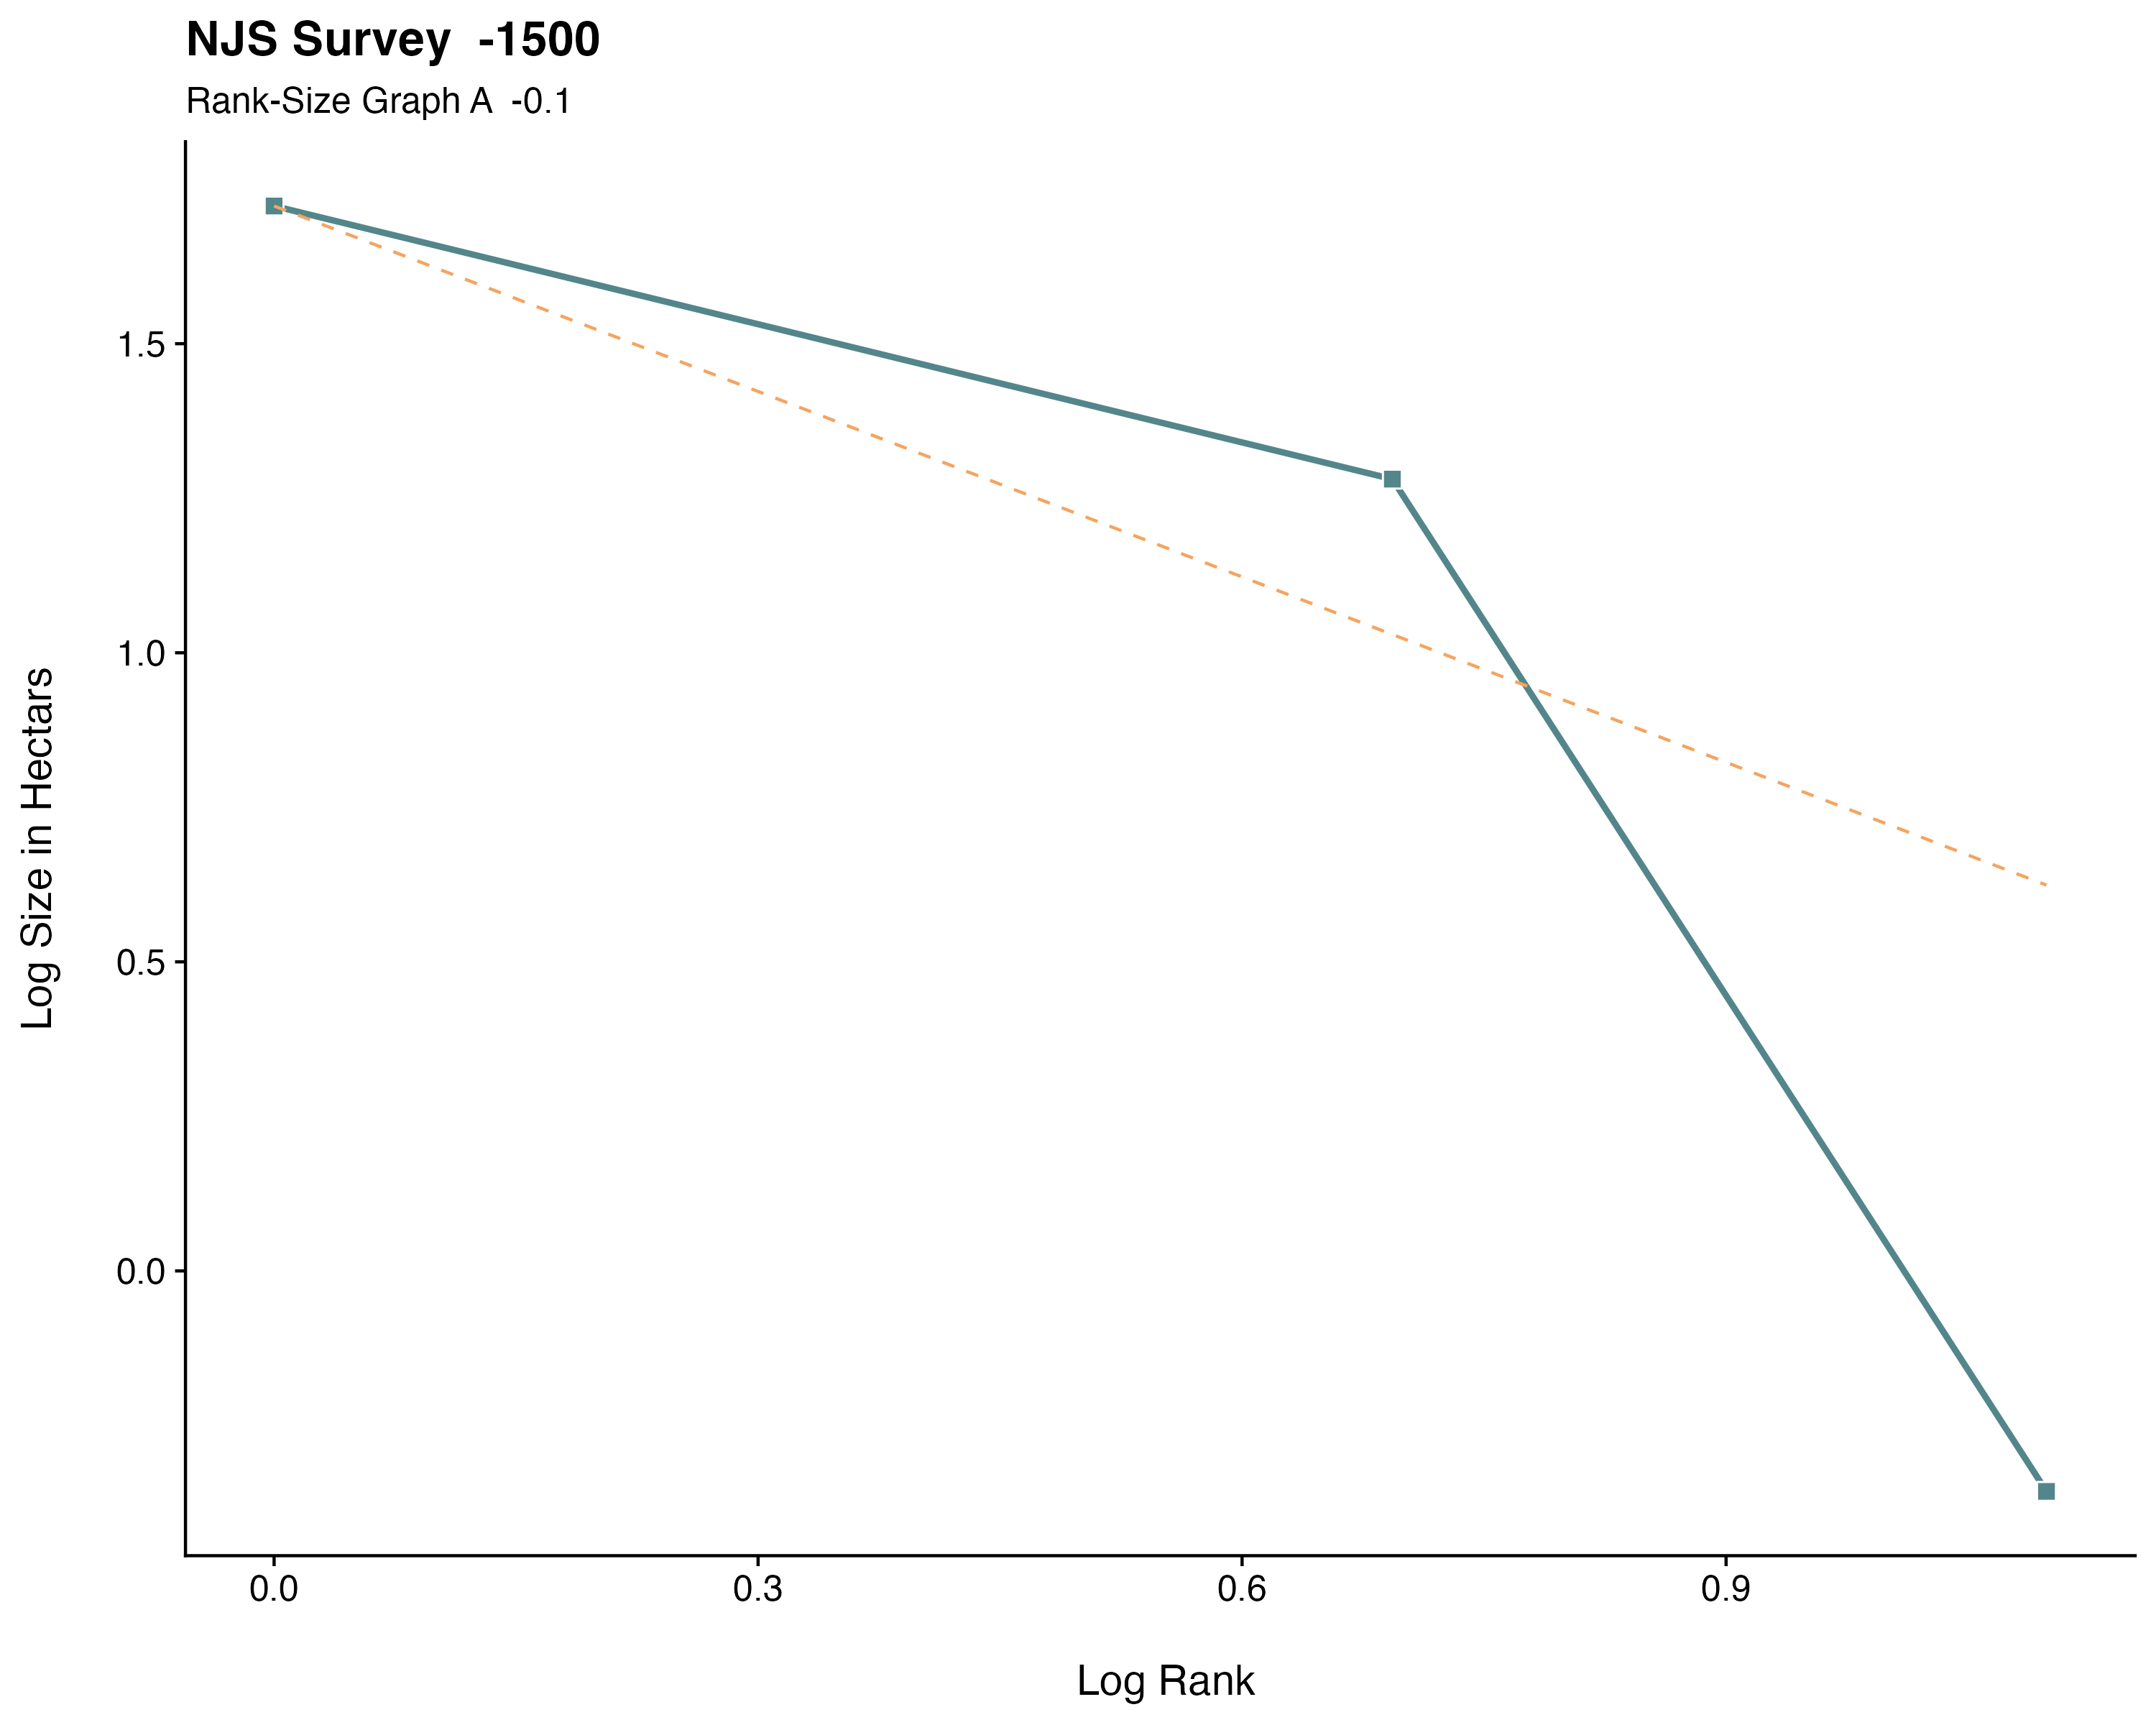 NJS Survey  -1500
Rank-Size Graph A  -0.1
Log Size in Hectars
1.5
1.0
0.5
0.0
0.0 0.3 0.6 0.9
Log Rank